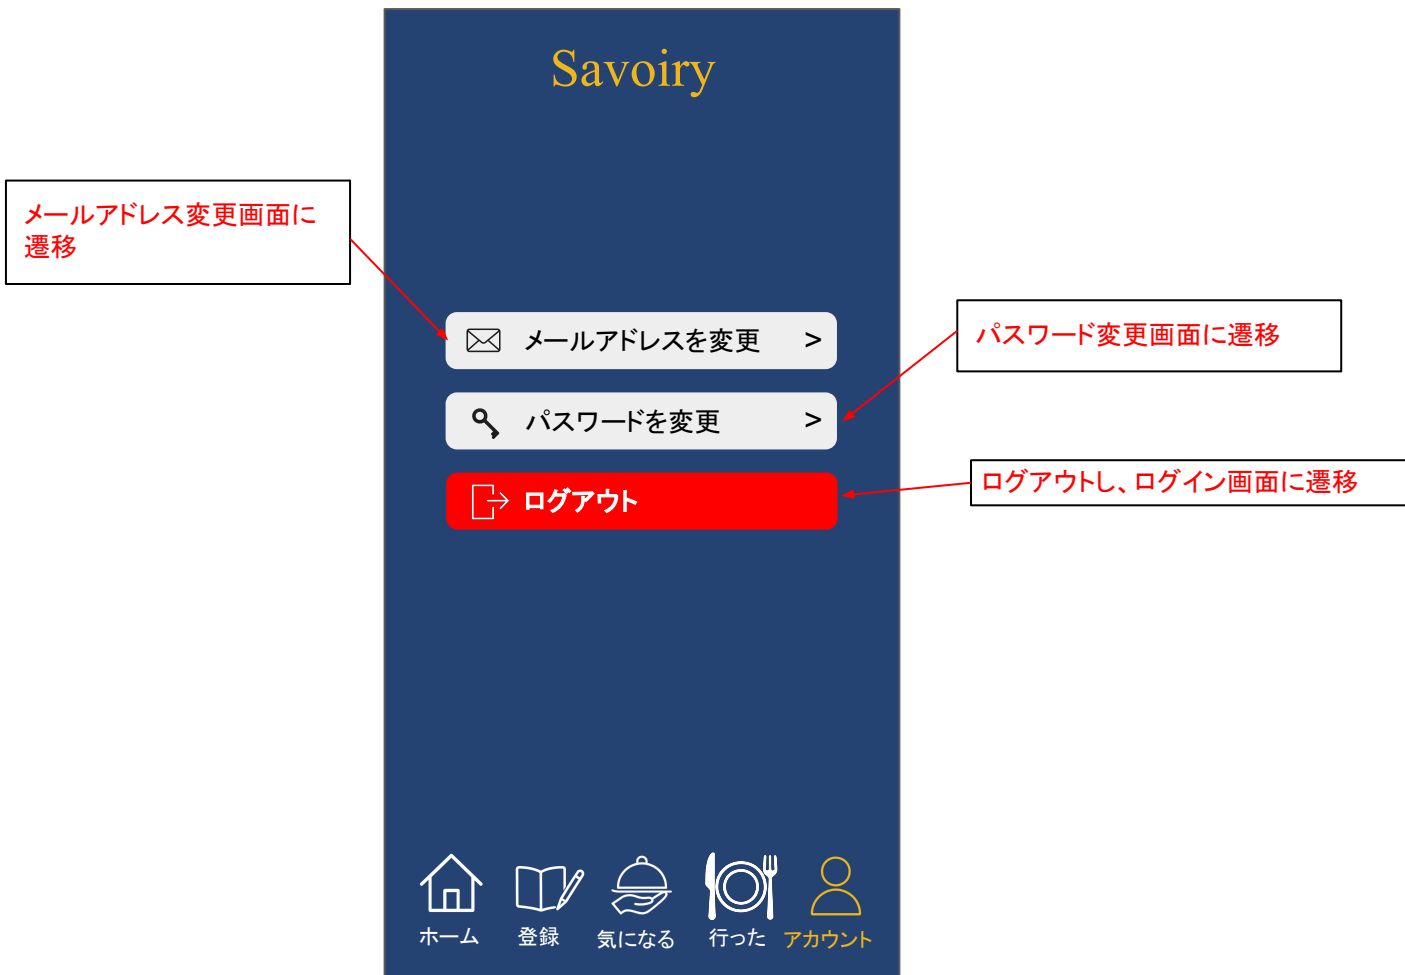 Savoiry
メールアドレス変更画面に
遷移
メールアドレスを変更 >
パスワード変更画面に遷移
パスワードを変更 >
ログアウトし、ログイン画面に遷移
ログアウト
ホーム 登録 気になる 行った アカウント